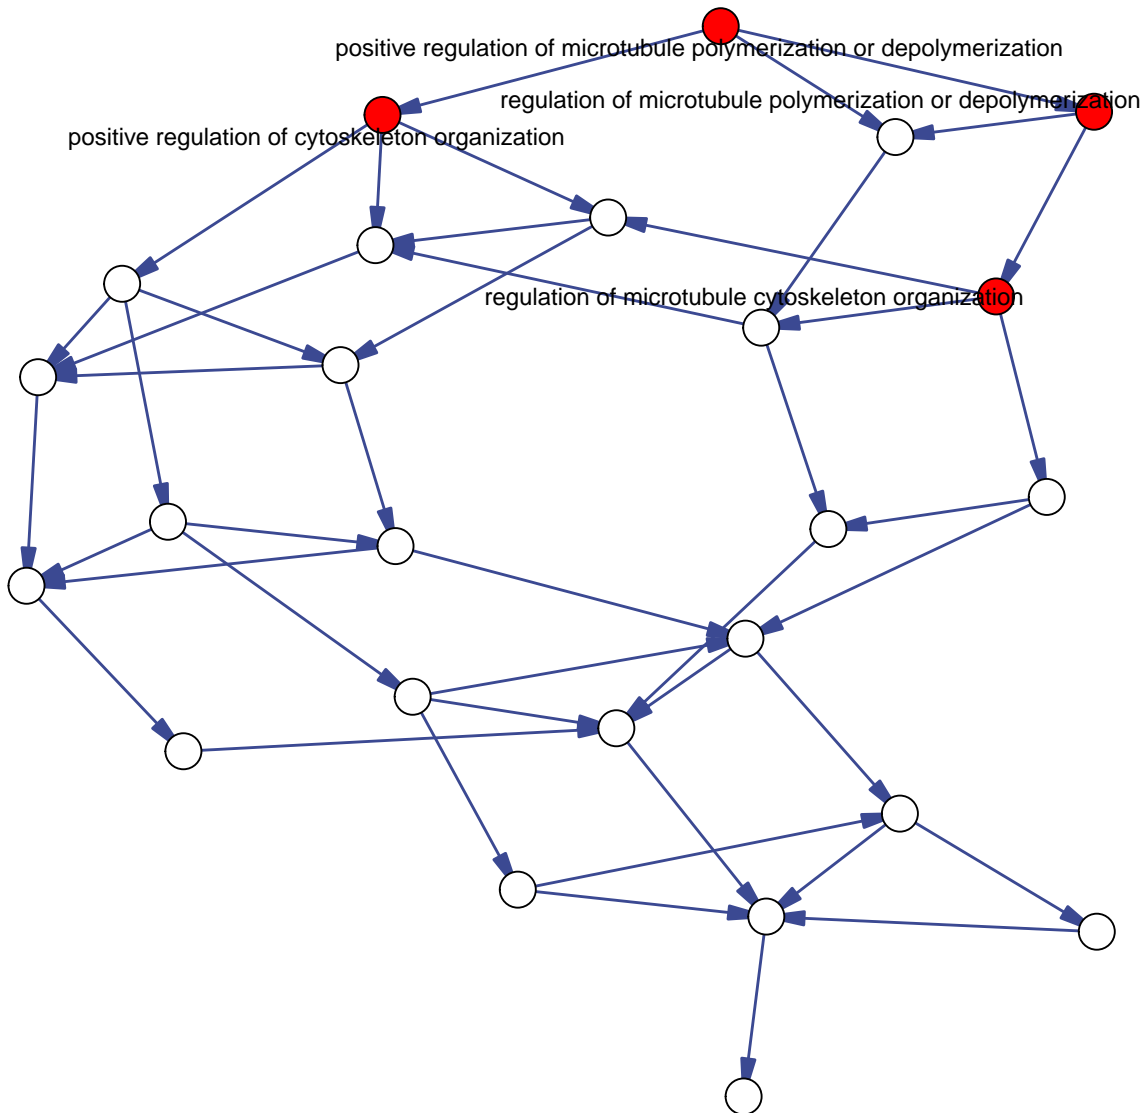 positive regulation of microtubule polymerization or depolymerization
regulation of microtubule polymerization or depolymerization
positive regulation of cytoskeleton organization
regulation of microtubule cytoskeleton organization